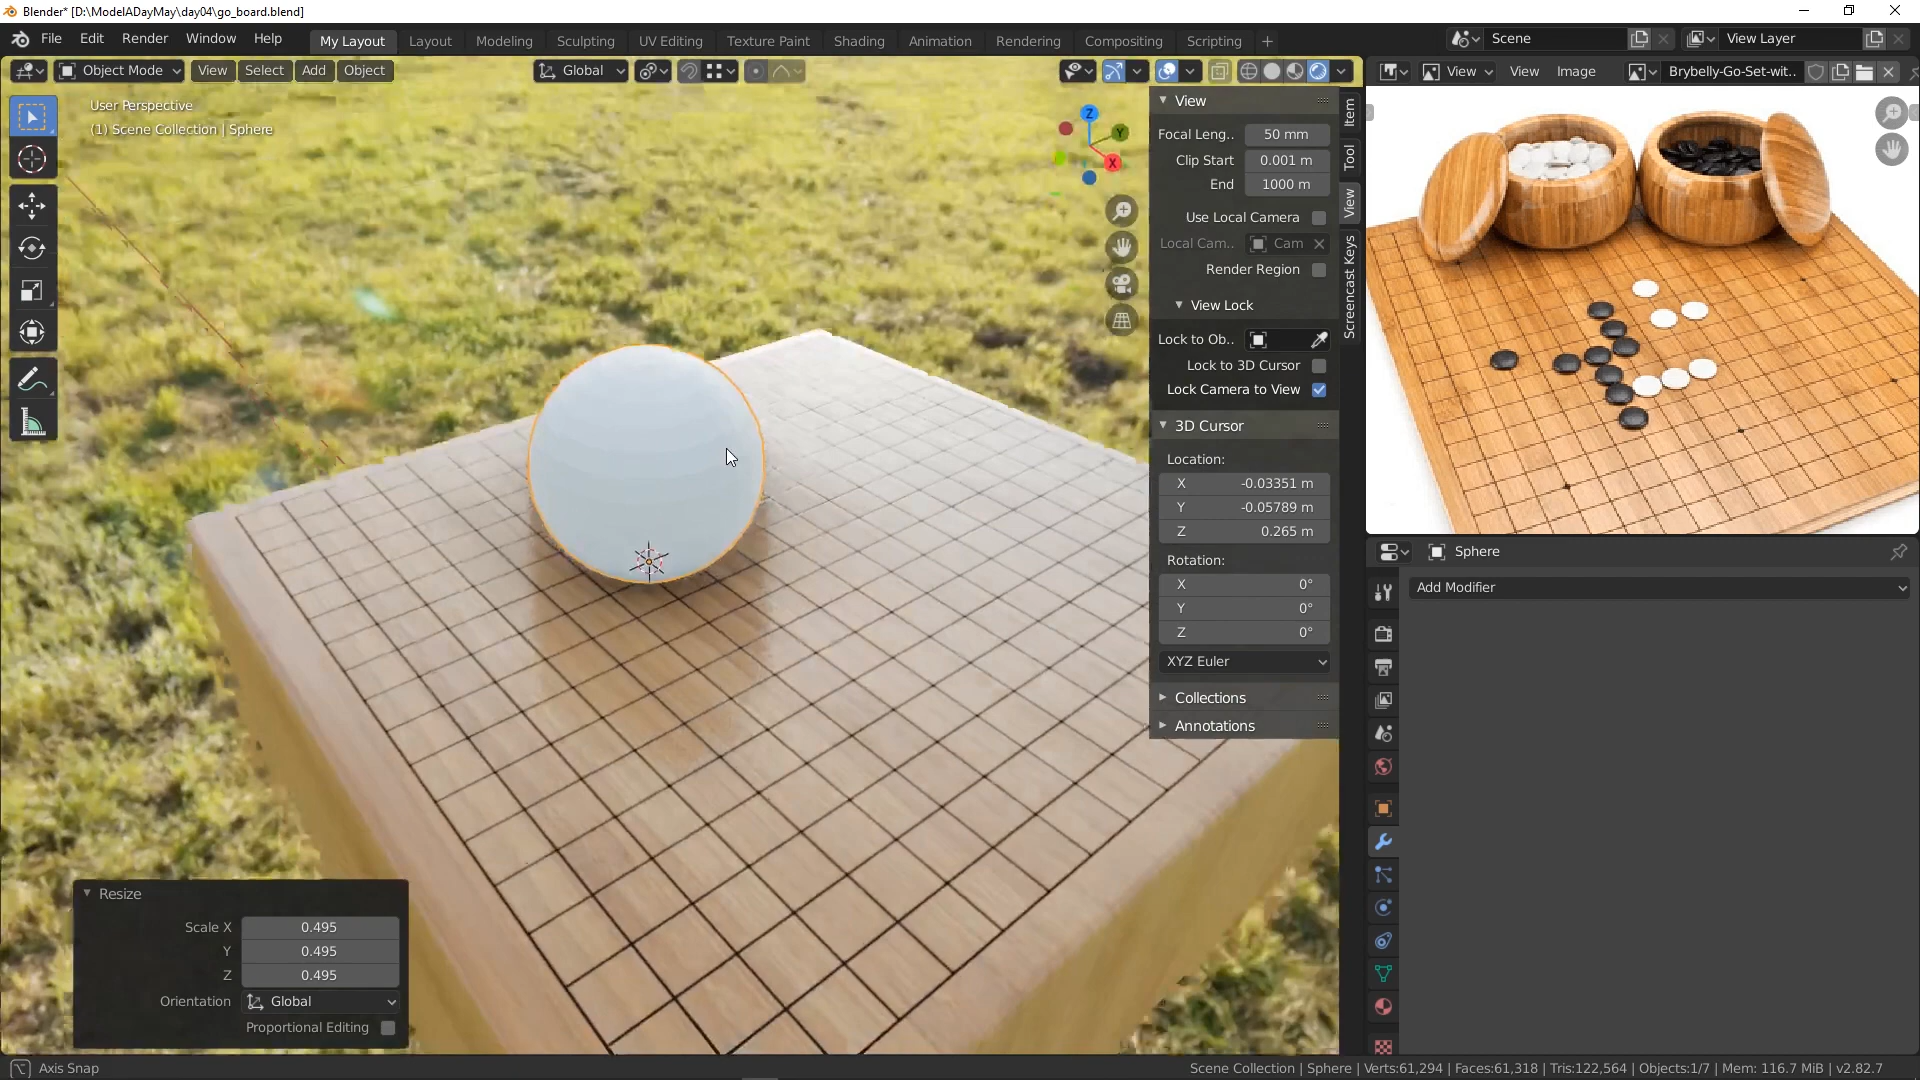 Blender* [D:\ModelADayMay\day04\go_board.blend]
File Edit Render Window Help
My Layout Layout Modeling Sculpting UV Editing Texture Paint Shading Animation Rendering Compositing Scripting +
Scene
View Layer
Object Mode View Select Add Object
Global
View View Image
Brybelly-Go-Set-wit..
User Perspective
(1) Scene Collection | Sphere
Z
Y
X
View
Focal Leng.. 50 mm
Clip Start 0.001 m
End 1000 m
Use Local Camera
Local Cam.. Cam
Render Region
View Lock
Lock to Ob..
Lock to 3D Cursor
Lock Camera to View
3D Cursor
Location:
X -0.03351 m
Y -0.05789 m
Z 0.265 m
Rotation:
X 0°
Y 0°
Z 0°
XYZ Euler
Collections
Annotations
Item
Tool
View
Screencast Keys
Sphere
Add Modifier
Resize
Scale X 0.495
Y 0.495
Z 0.495
Orientation Global
Proportional Editing
Axis Snap
Scene Collection | Sphere | Verts:61,294 | Faces:61,318 | Tris:122,564 | Objects:1/7 | Mem: 116.7 MiB | v2.82.7